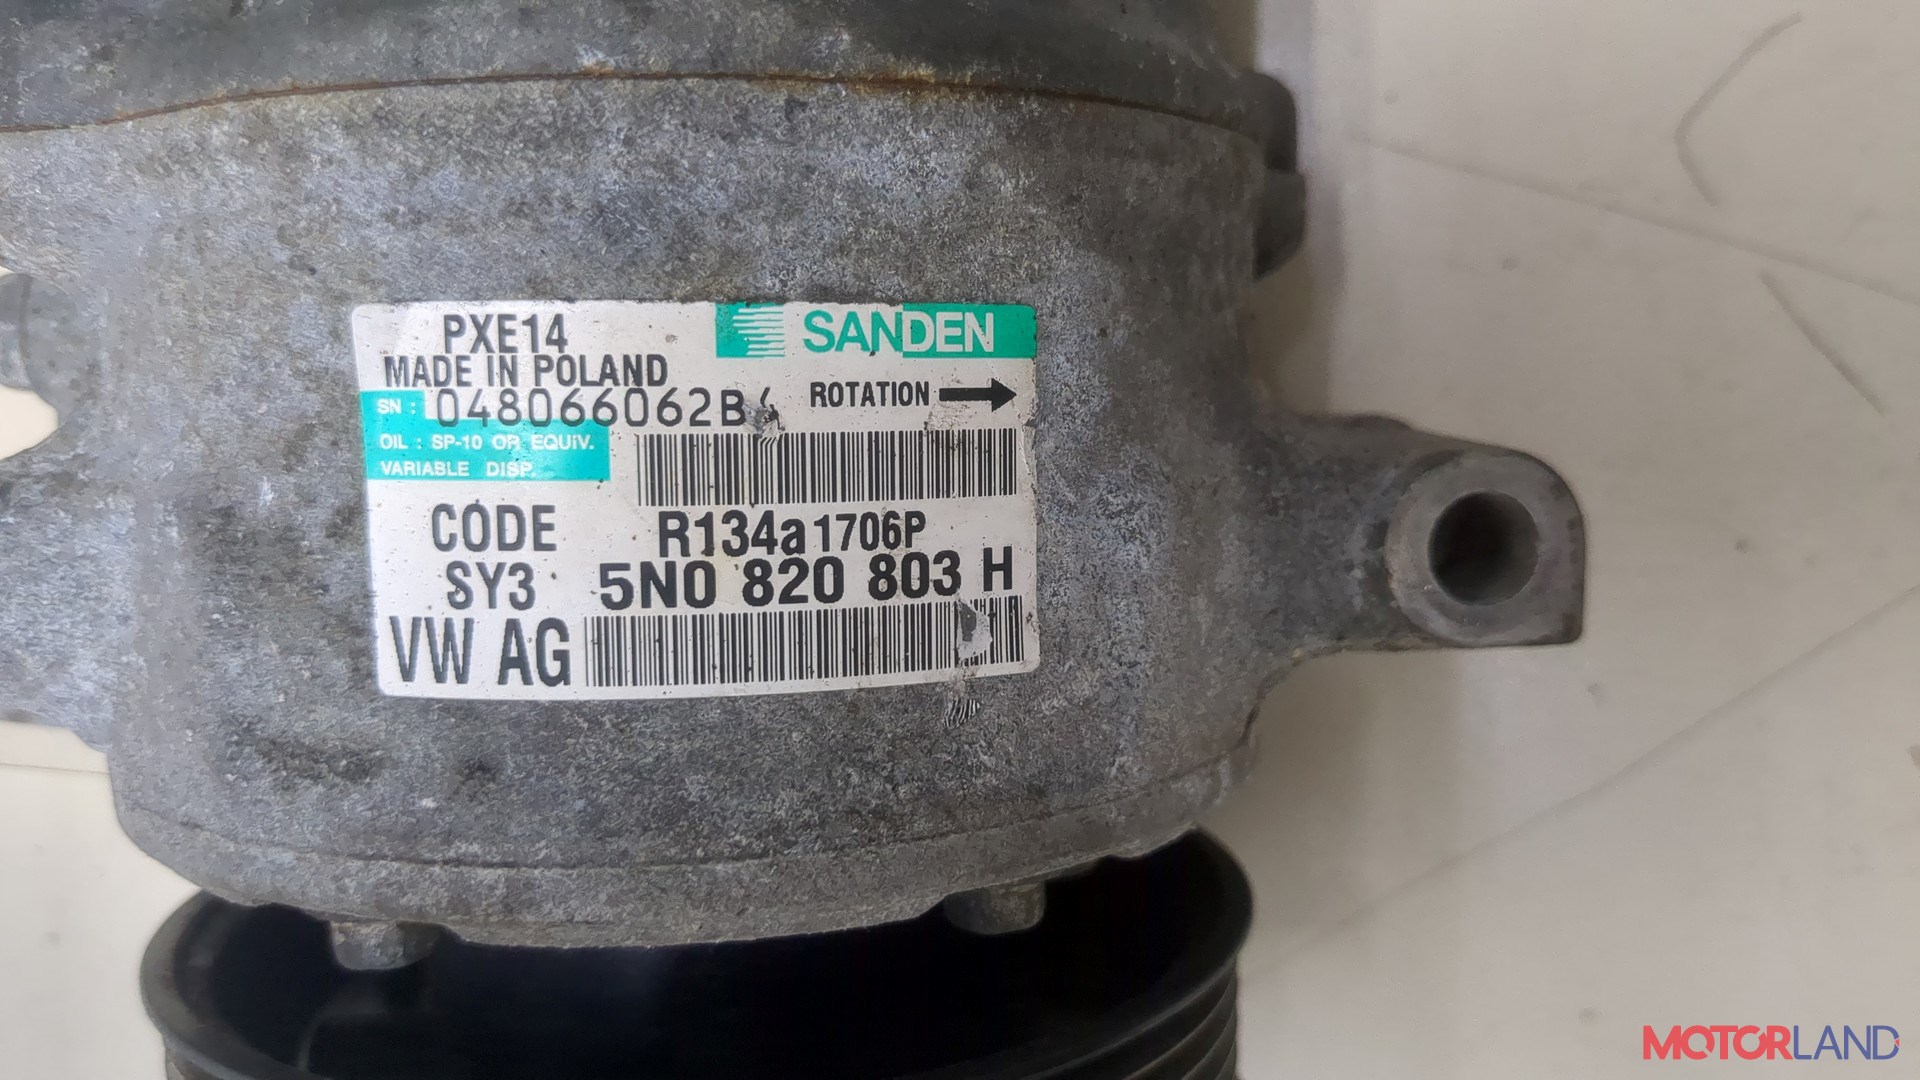 PXE14
SANDEN
MADE IN POLAND
ROTATION
SN : 048066062B
OIL : SP-10 OR EQUIV.
VARIABLE DISP.
CODE R134a 1706P
SY3 5N0 820 803 H
VW AG
MOTORLAND